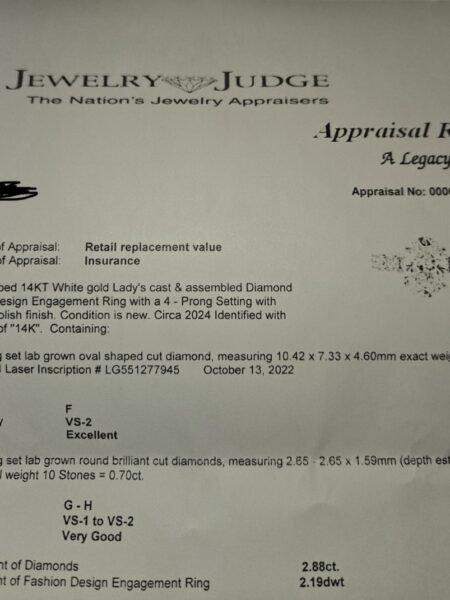 JEWELRY JUDGE
The Nation's Jewelry Appraisers
Appraisal R
A Legacy
Appraisal No: 000
of Appraisal: Retail replacement value
of Appraisal: Insurance
ped 14KT White gold Lady's cast & assembled Diamond
esign Engagement Ring with a 4 - Prong Setting with
olish finish. Condition is new. Circa 2024 Identified with
of "14K". Containing:
g set lab grown oval shaped cut diamond, measuring 10.42 x 7.33 x 4.60mm exact weig
Laser Inscription # LG551277945 October 13, 2022
F
y VS-2
Excellent
g set lab grown round brilliant cut diamonds, measuring 2.65 - 2.65 x 1.59mm (depth est
l weight 10 Stones = 0.70ct.
G - H
VS-1 to VS-2
Very Good
nt of Diamonds 2.88ct.
nt of Fashion Design Engagement Ring 2.19dwt